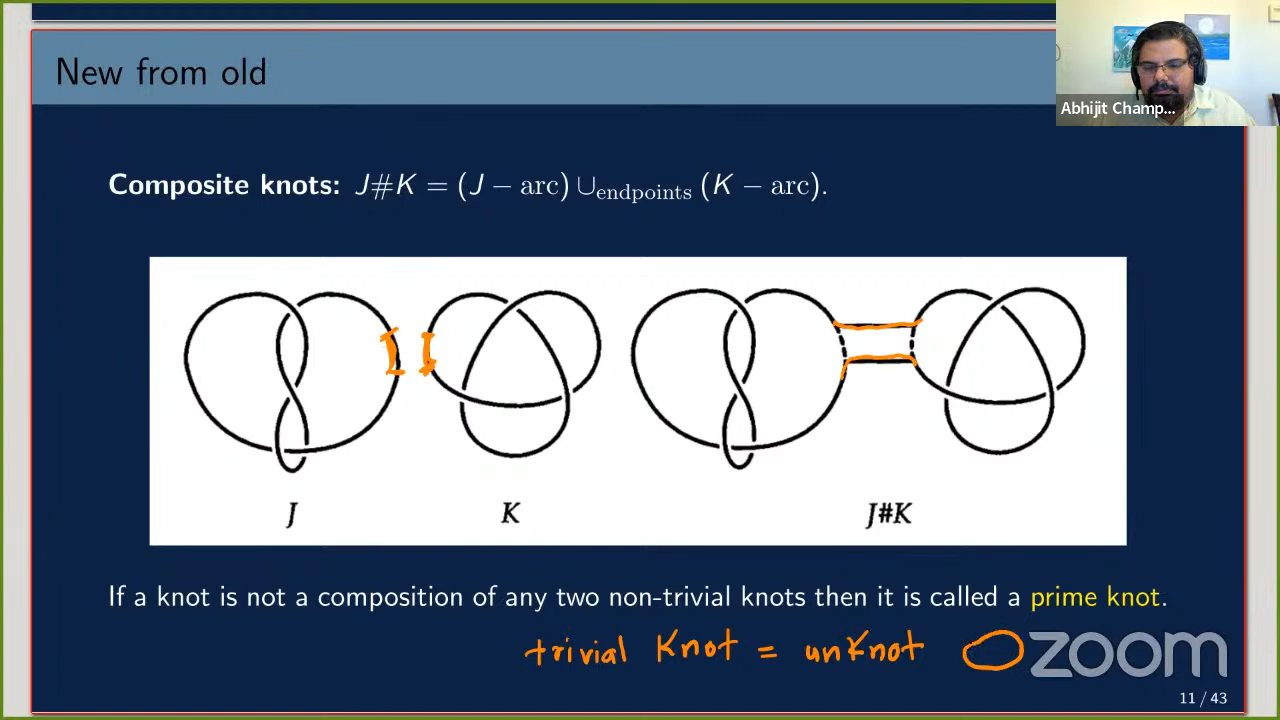 New from old
Abhijit Champ...
Composite knots: J#K = (J − arc) ∪endpoints (K − arc).
J K J#K
If a knot is not a composition of any two non-trivial knots then it is called a prime knot.
trivial Knot = unKnot
zoom
11 / 43